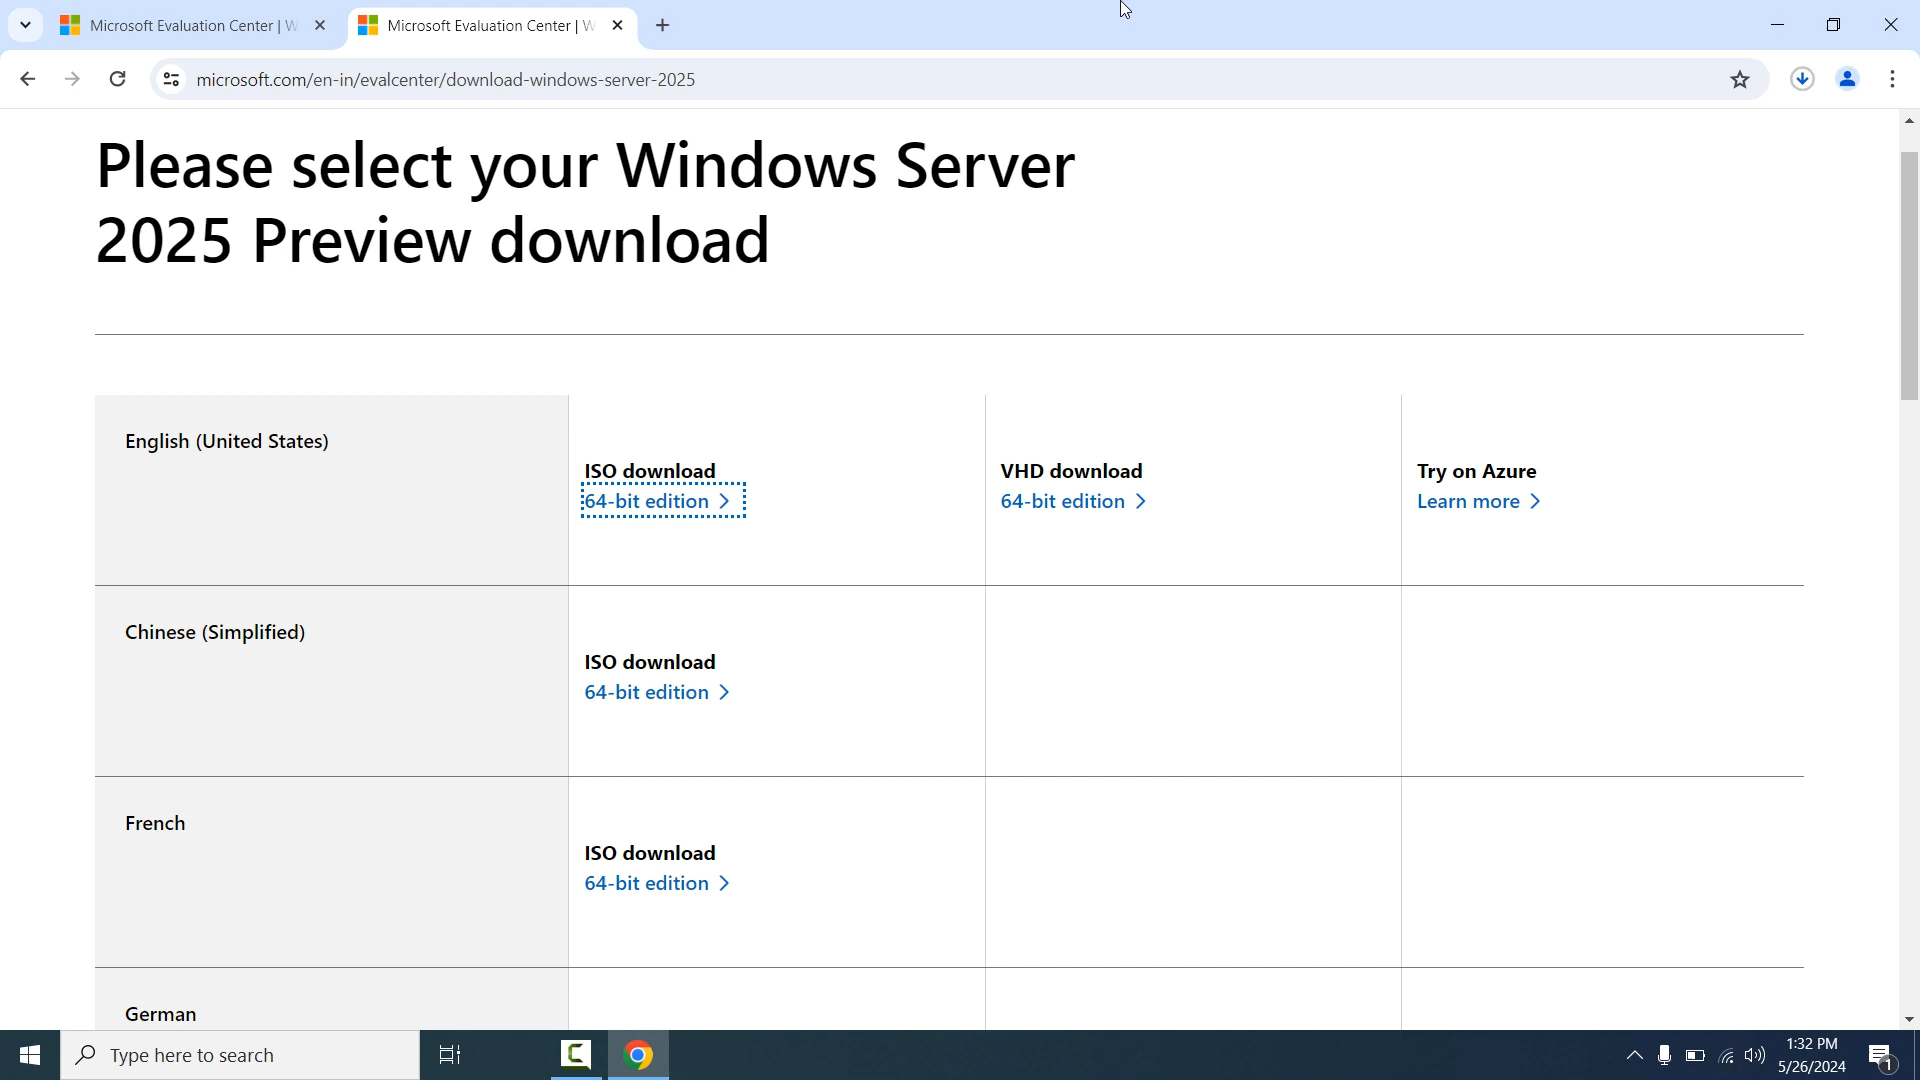 Microsoft Evaluation Center | W
Microsoft Evaluation Center | W
microsoft.com/en-in/evalcenter/download-windows-server-2025
Please select your Windows Server
2025 Preview download
English (United States)
ISO download
64-bit edition
VHD download
64-bit edition
Try on Azure
Learn more
Chinese (Simplified)
ISO download
64-bit edition
French
ISO download
64-bit edition
German
Type here to search
1:32 PM
5/26/2024
1